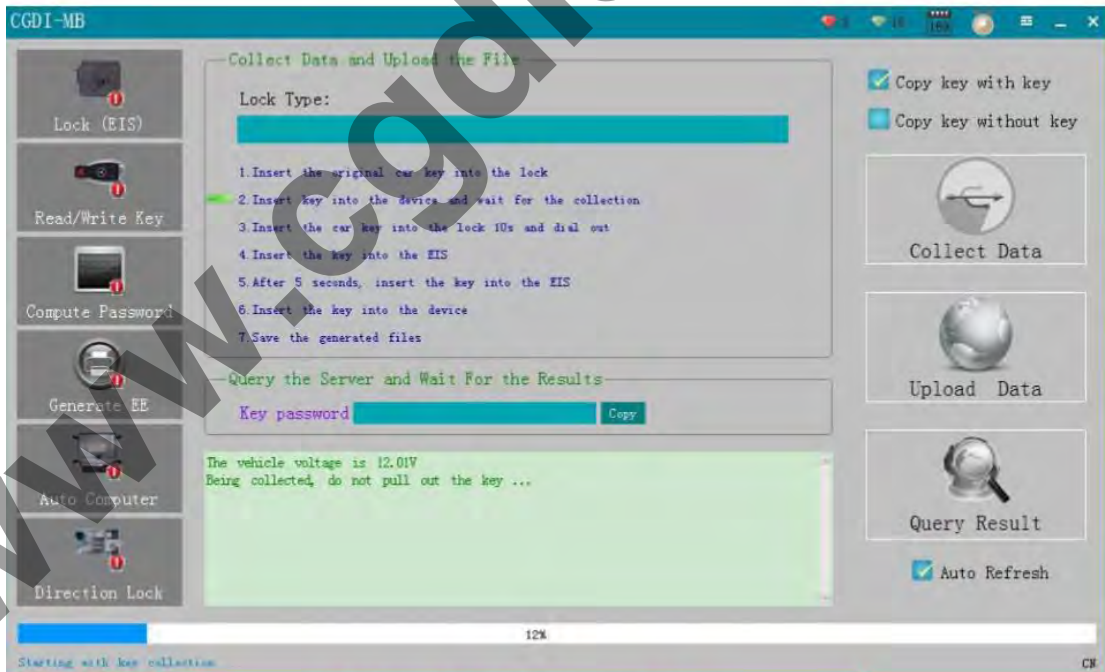 CGDI-MB
Lock (EIS)
Read/Write Key
Compute Password
Generate EE
Auto Computer
Direction Lock
Collect Data and Upload the File
Lock Type:
1.Insert the original car key into the lock
2.Insert key into the device and wait for the collection
3.Insert the car key into the lock 10s and dial out
4.Insert the key into the EIS
5.After 5 seconds, insert the key into the EIS
6.Insert the key into the device
7.Save the generated files
Query the Server and Wait For the Results
Key password
Copy
The vehicle voltage is 12.01V
Being collected, do not pull out the key ...
Copy key with key
Copy key without key
Collect Data
Upload Data
Query Result
Auto Refresh
12%
Starting with key collection
CN